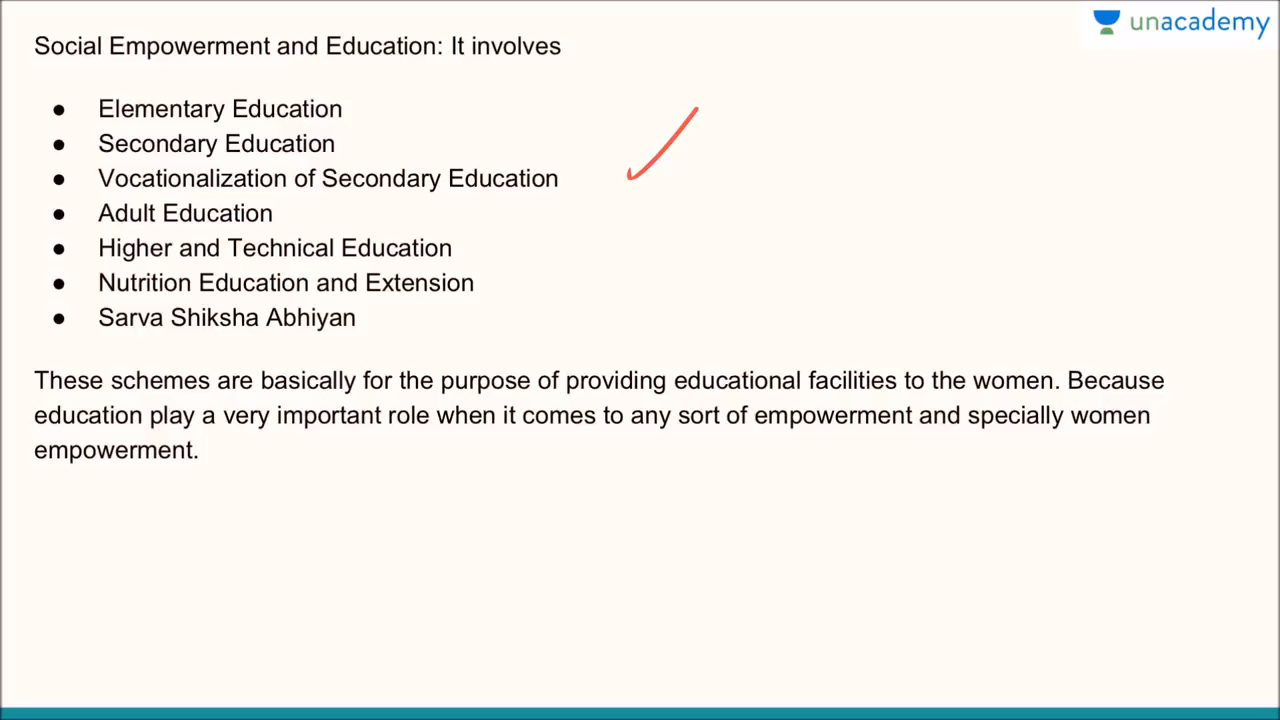 unacademy
Social Empowerment and Education: It involves
● Elementary Education
● Secondary Education
● Vocationalization of Secondary Education
● Adult Education
● Higher and Technical Education
● Nutrition Education and Extension
● Sarva Shiksha Abhiyan
These schemes are basically for the purpose of providing educational facilities to the women. Because
education play a very important role when it comes to any sort of empowerment and specially women
empowerment.